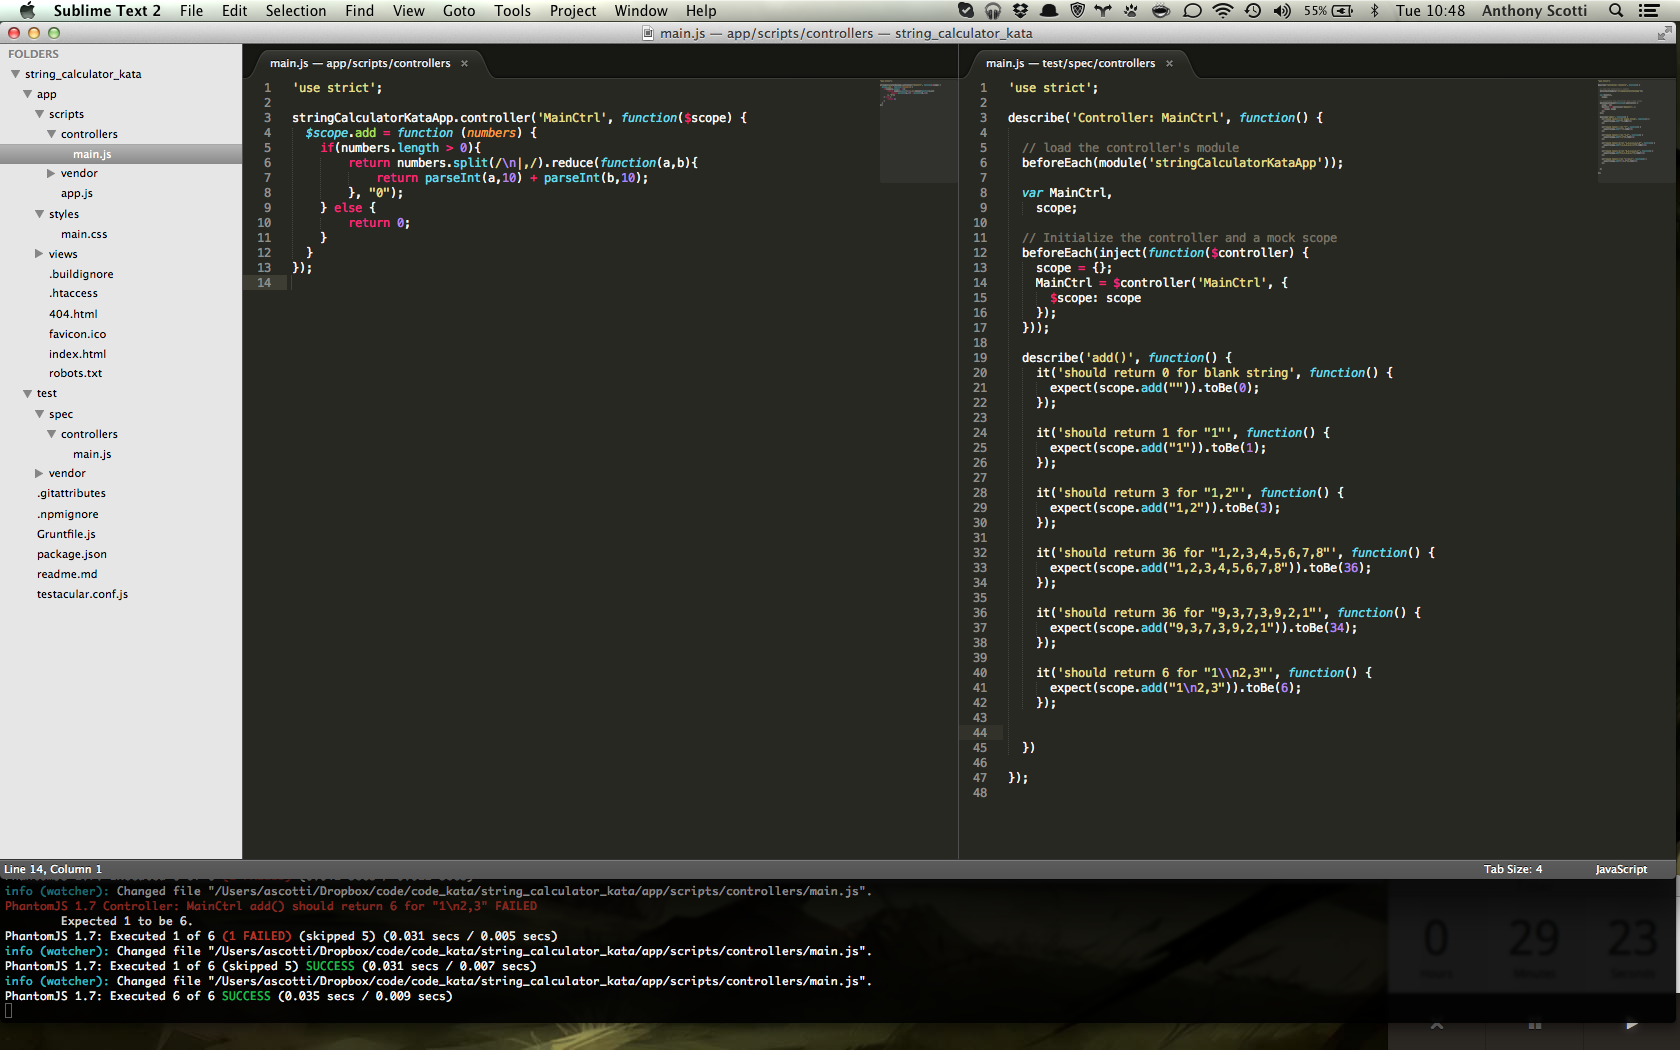 Sublime Text 2 File Edit Selection Find View Goto Tools Project Window Help 55% Tue 10:48 Anthony Scotti
main.js — app/scripts/controllers — string_calculator_kata
FOLDERS
string_calculator_kata
app
scripts
controllers
main.js
vendor
app.js
styles
main.css
views
.buildignore
.htaccess
404.html
favicon.ico
index.html
robots.txt
test
spec
controllers
main.js
vendor
.gitattributes
.npmignore
Gruntfile.js
package.json
readme.md
testacular.conf.js
main.js — app/scripts/controllers ×
1 'use strict';
2
3 stringCalculatorKataApp.controller('MainCtrl', function($scope) {
4 $scope.add = function (numbers) {
5 if(numbers.length > 0){
6 return numbers.split(/\n|,/).reduce(function(a,b){
7 return parseInt(a,10) + parseInt(b,10);
8 }, "0");
9 } else {
10 return 0;
11 }
12 }
13 });
14
main.js — test/spec/controllers ×
1 'use strict';
2
3 describe('Controller: MainCtrl', function() {
4
5 // load the controller's module
6 beforeEach(module('stringCalculatorKataApp'));
7
8 var MainCtrl,
9 scope;
10
11 // Initialize the controller and a mock scope
12 beforeEach(inject(function($controller) {
13 scope = {};
14 MainCtrl = $controller('MainCtrl', {
15 $scope: scope
16 });
17 }));
18
19 describe('add()', function() {
20 it('should return 0 for blank string', function() {
21 expect(scope.add("")).toBe(0);
22 });
23
24 it('should return 1 for "1"', function() {
25 expect(scope.add("1")).toBe(1);
26 });
27
28 it('should return 3 for "1,2"', function() {
29 expect(scope.add("1,2")).toBe(3);
30 });
31
32 it('should return 36 for "1,2,3,4,5,6,7,8"', function() {
33 expect(scope.add("1,2,3,4,5,6,7,8")).toBe(36);
34 });
35
36 it('should return 36 for "9,3,7,3,9,2,1"', function() {
37 expect(scope.add("9,3,7,3,9,2,1")).toBe(34);
38 });
39
40 it('should return 6 for "1\\n2,3"', function() {
41 expect(scope.add("1\n2,3")).toBe(6);
42 });
43
44
45 })
46
47 });
48
Line 14, Column 1 Tab Size: 4 JavaScript
info (watcher): Changed file "/Users/ascotti/Dropbox/code/code_kata/string_calculator_kata/app/scripts/controllers/main.js".
PhantomJS 1.7 Controller: MainCtrl add() should return 6 for "1\n2,3" FAILED
Expected 1 to be 6.
PhantomJS 1.7: Executed 1 of 6 (1 FAILED) (skipped 5) (0.031 secs / 0.005 secs)
info (watcher): Changed file "/Users/ascotti/Dropbox/code/code_kata/string_calculator_kata/app/scripts/controllers/main.js".
PhantomJS 1.7: Executed 1 of 6 (skipped 5) SUCCESS (0.031 secs / 0.007 secs)
info (watcher): Changed file "/Users/ascotti/Dropbox/code/code_kata/string_calculator_kata/app/scripts/controllers/main.js".
PhantomJS 1.7: Executed 6 of 6 SUCCESS (0.035 secs / 0.009 secs)
0 29 23
Hours Minutes Seconds